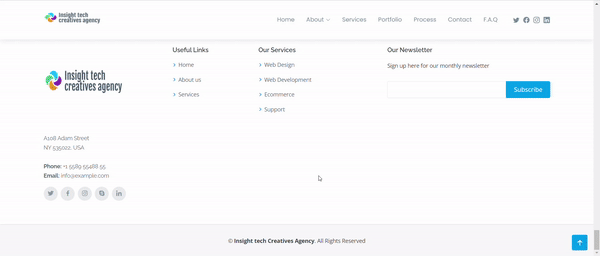 Insight tech
creatives agency
Home About Services Portfolio Process Contact F.A.Q
Useful Links
Our Services
Our Newsletter
Insight tech
creatives agency
Home
About us
Services
Web Design
Web Development
Ecommerce
Support
Sign up here for our monthly newsletter
Subscribe
A108 Adam Street
NY 535022, USA
Phone: +1 5589 55488 55
Email: info@example.com
© Insight tech Creatives Agency. All Rights Reserved